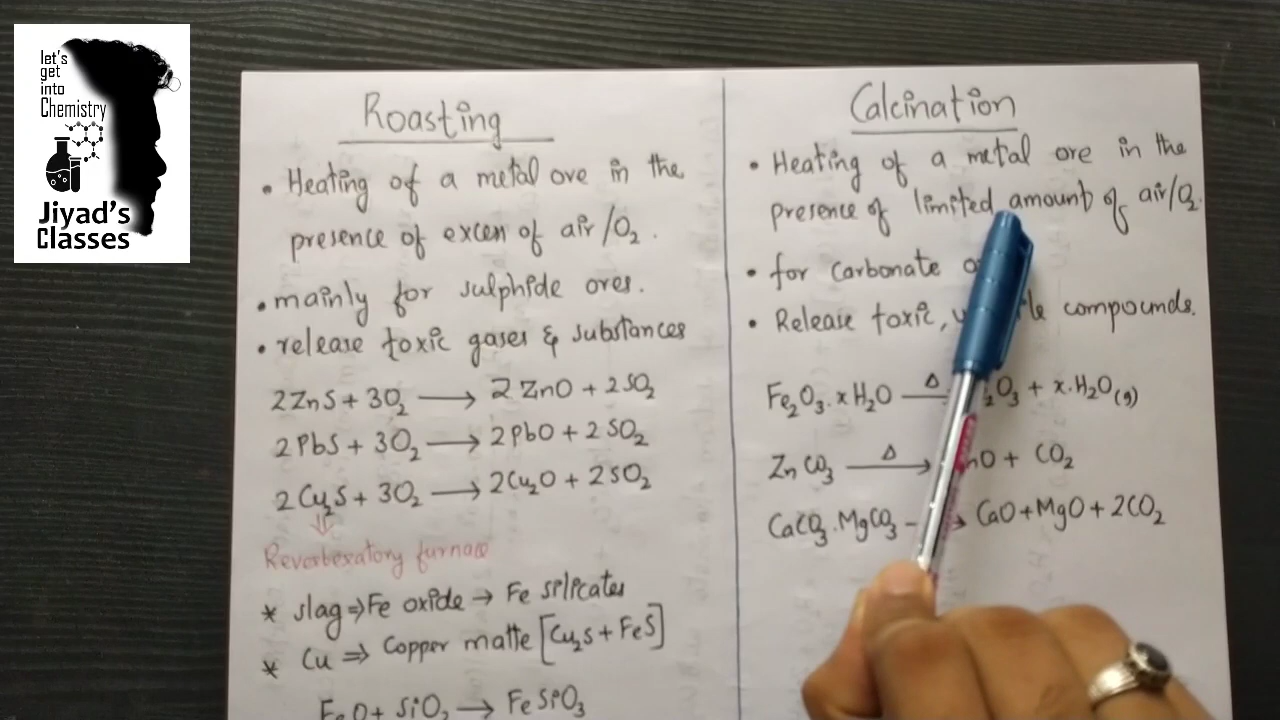 let's
get
into
Chemistry
Jiyad's
Classes
Roasting
• Heating of a metal ore in the
presence of excen of air/O₂.
• mainly for sulphide ores.
• release toxic gases & substances
2ZnS + 3O₂ ⟶ 2ZnO + 2SO₂
2PbS + 3O₂ ⟶ 2PbO + 2SO₂
2Cu₂S + 3O₂ ⟶ 2Cu₂O + 2SO₂
⇓
Reverberatory furnace
* slag ⇒ Fe oxide → Fe silicates
* Cu ⇒ Copper matte [Cu₂S + FeS]
FeO + SiO₂ → FeSiO₃
Calcination
• Heating of a metal ore in the
presence of limited amount of air/O₂.
• for carbonate
• Release toxic, compounds.
Fe₂O₃.xH₂O —Δ— ₂O₃ + x.H₂O(g)
ZnCO₃ —Δ→ nO + CO₂
CaCO₃.MgCO₃ → CaO + MgO + 2CO₂